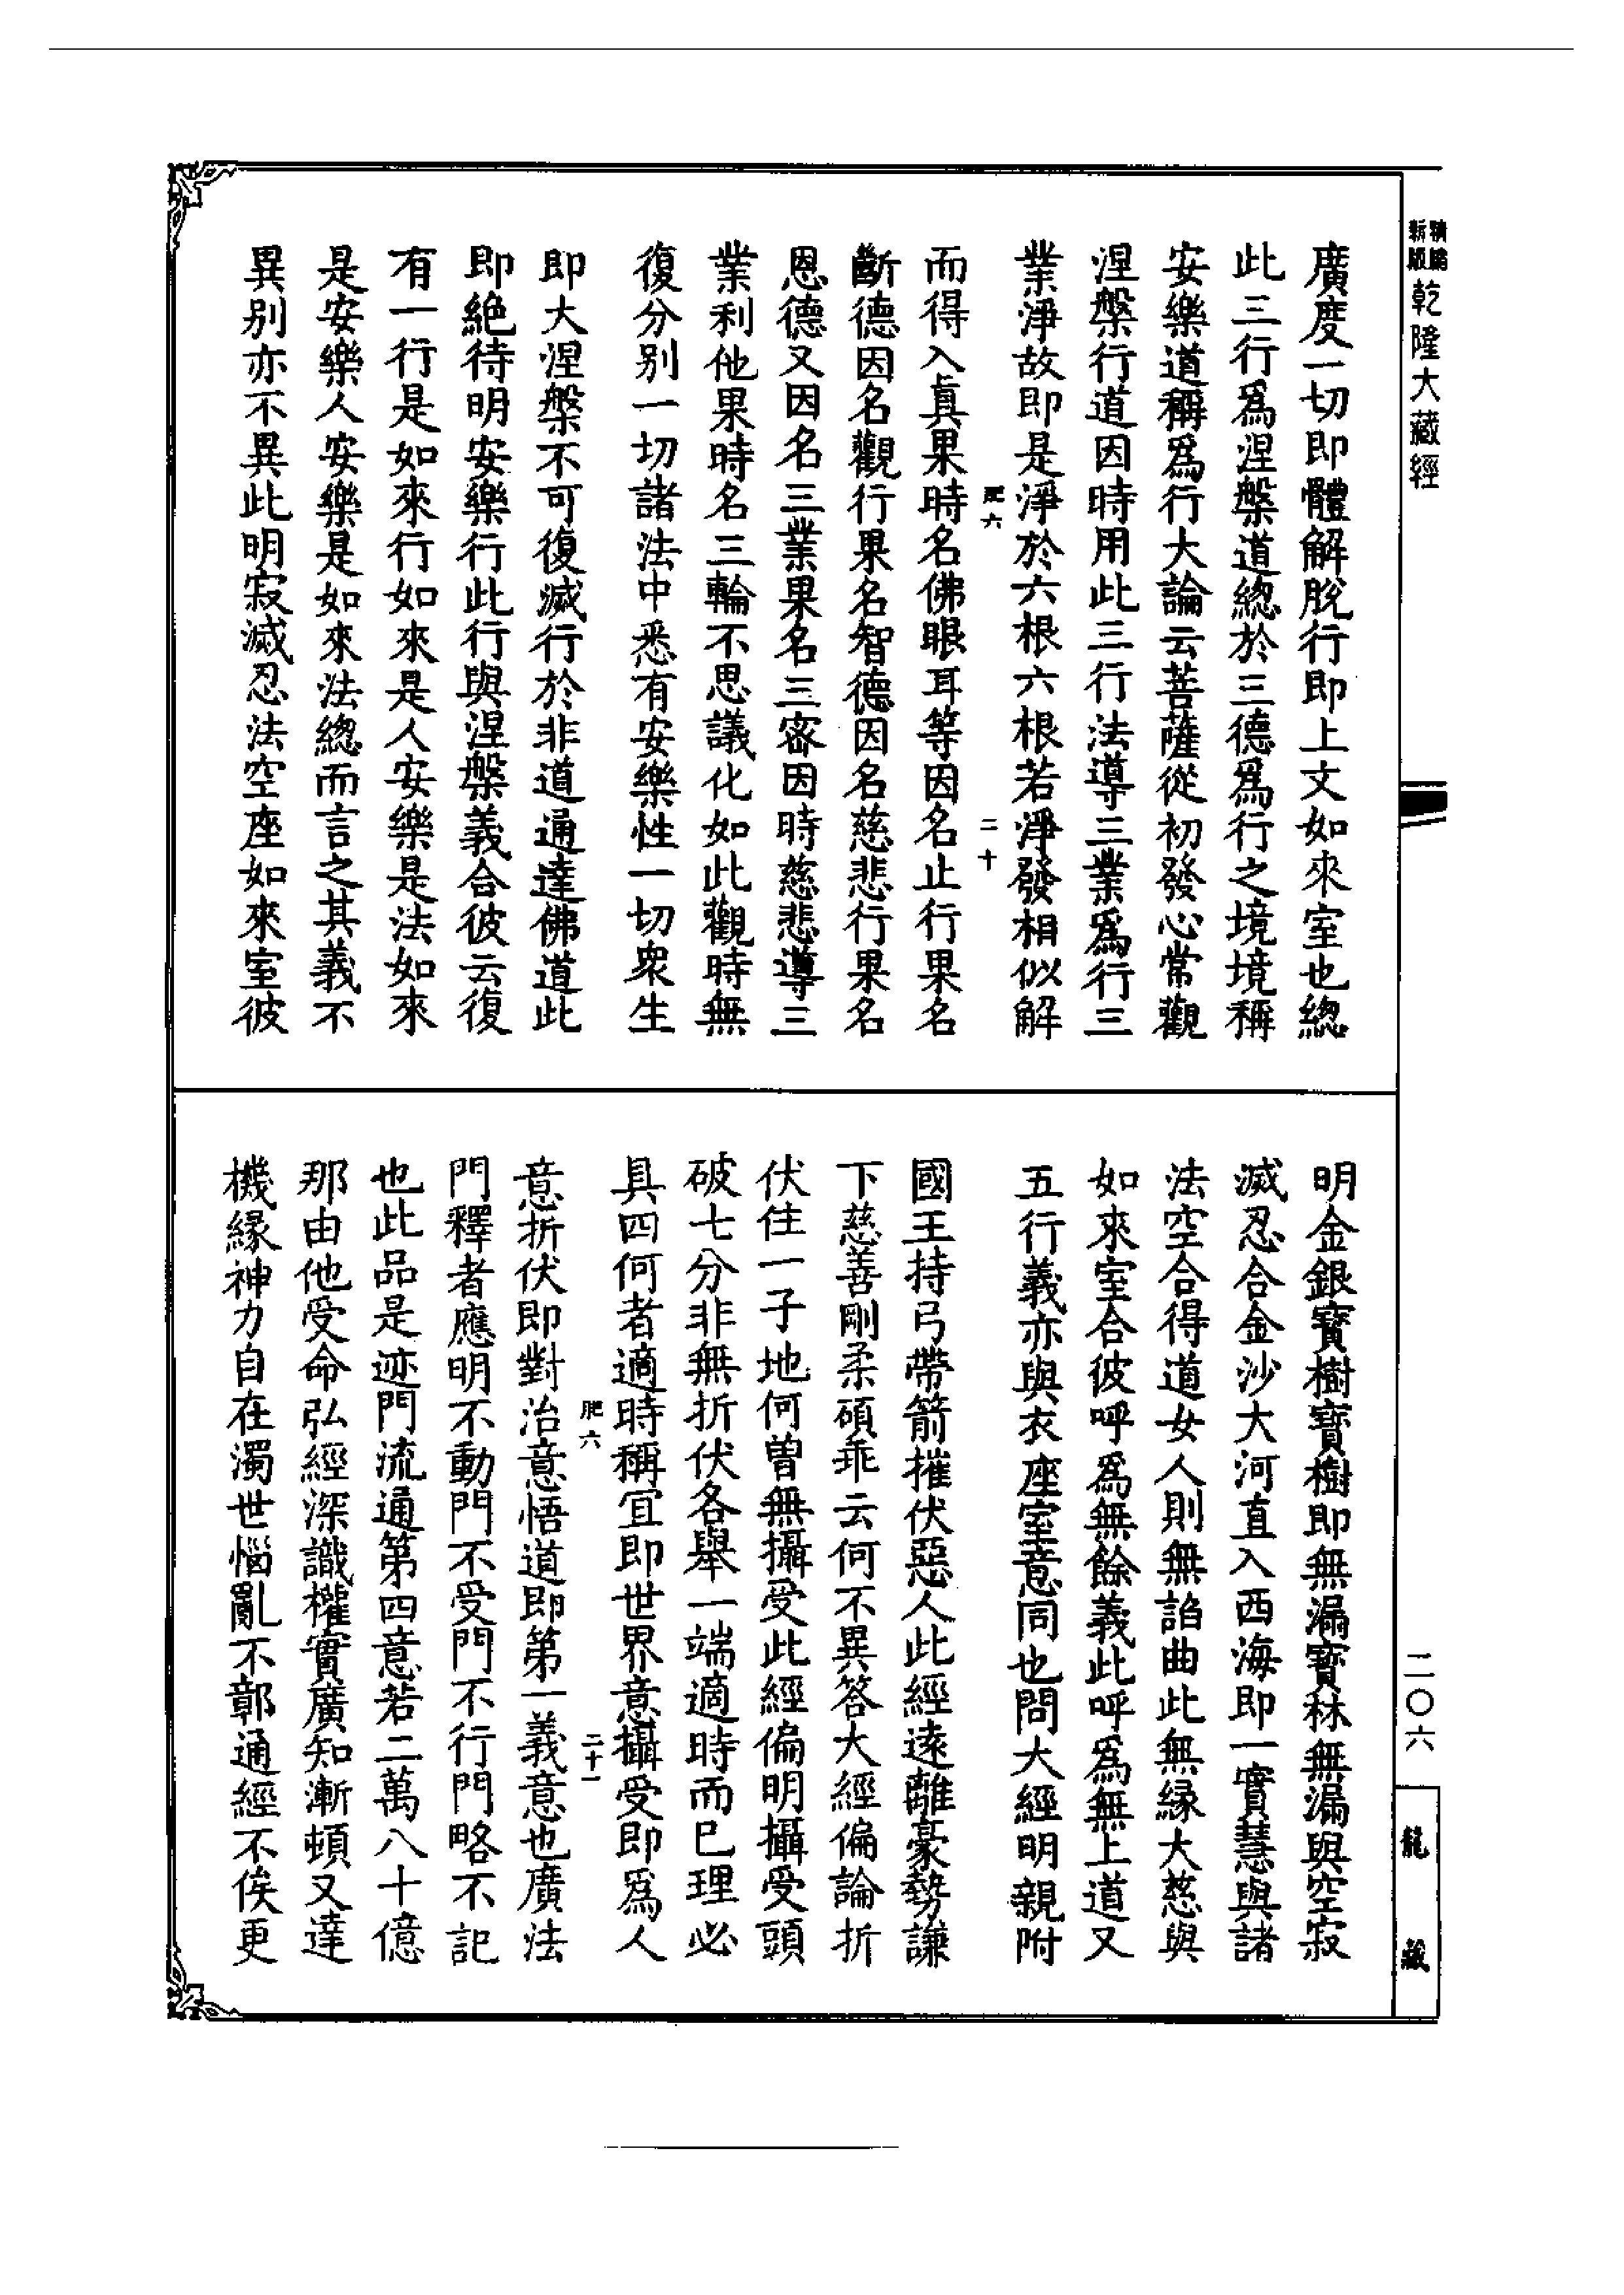 新版
精編
乾隆大藏經
二〇六
龍藏
廣度一切即體解脫行即上文如來室也總
此三行爲涅槃道總於三德爲行之境境稱
安樂道稱爲行大論云菩薩從初發心常觀
涅槃行道因時用此三行法導三業爲行三
業淨故即是淨於六根六根若淨發相似解
肥六
二十
而得入真果時名佛眼耳等因名止行果名
斷德因名觀行果名智德因名慈悲行果名
恩德又因名三業果名三密因時慈悲導三
業利他果時名三輪不思議化如此觀時無
復分別一切諸法中悉有安樂性一切衆生
即大涅槃不可復滅行於非道通達佛道此
即絕待明安樂行此行與涅槃義合彼云復
有一行是如來行如來是人安樂是法如來
是安樂人安樂是如來法總而言之其義不
異別亦不異此明寂滅忍法空座如來室彼
明金銀寶樹寶樹即無漏寶林無漏與空寂
滅忍合金沙大河直入西海即一實慧與諸
法空合得道女人則無諂曲此無緣大慈與
如來室合彼呼爲無餘義此呼爲無上道又
五行義亦與衣座室意同也問大經明親附
國王持弓帶箭摧伏惡人此經遠離豪勢謙
下慈善剛柔碩乖云何不異答大經偏論折
伏住一子地何曾無攝受此經偏明攝受頭
破七分非無折伏各舉一端適時而已理必
具四何者適時稱宜即世界意攝受即爲人
肥六
二十一
意折伏即對治意悟道即第一義意也廣法
門釋者應明不動門不受門不行門略不記
也此品是迹門流通第四意若二萬八十億
那由他受命弘經深識權實廣知漸頓又達
機緣神力自在濁世惱亂不鄣通經不俟更